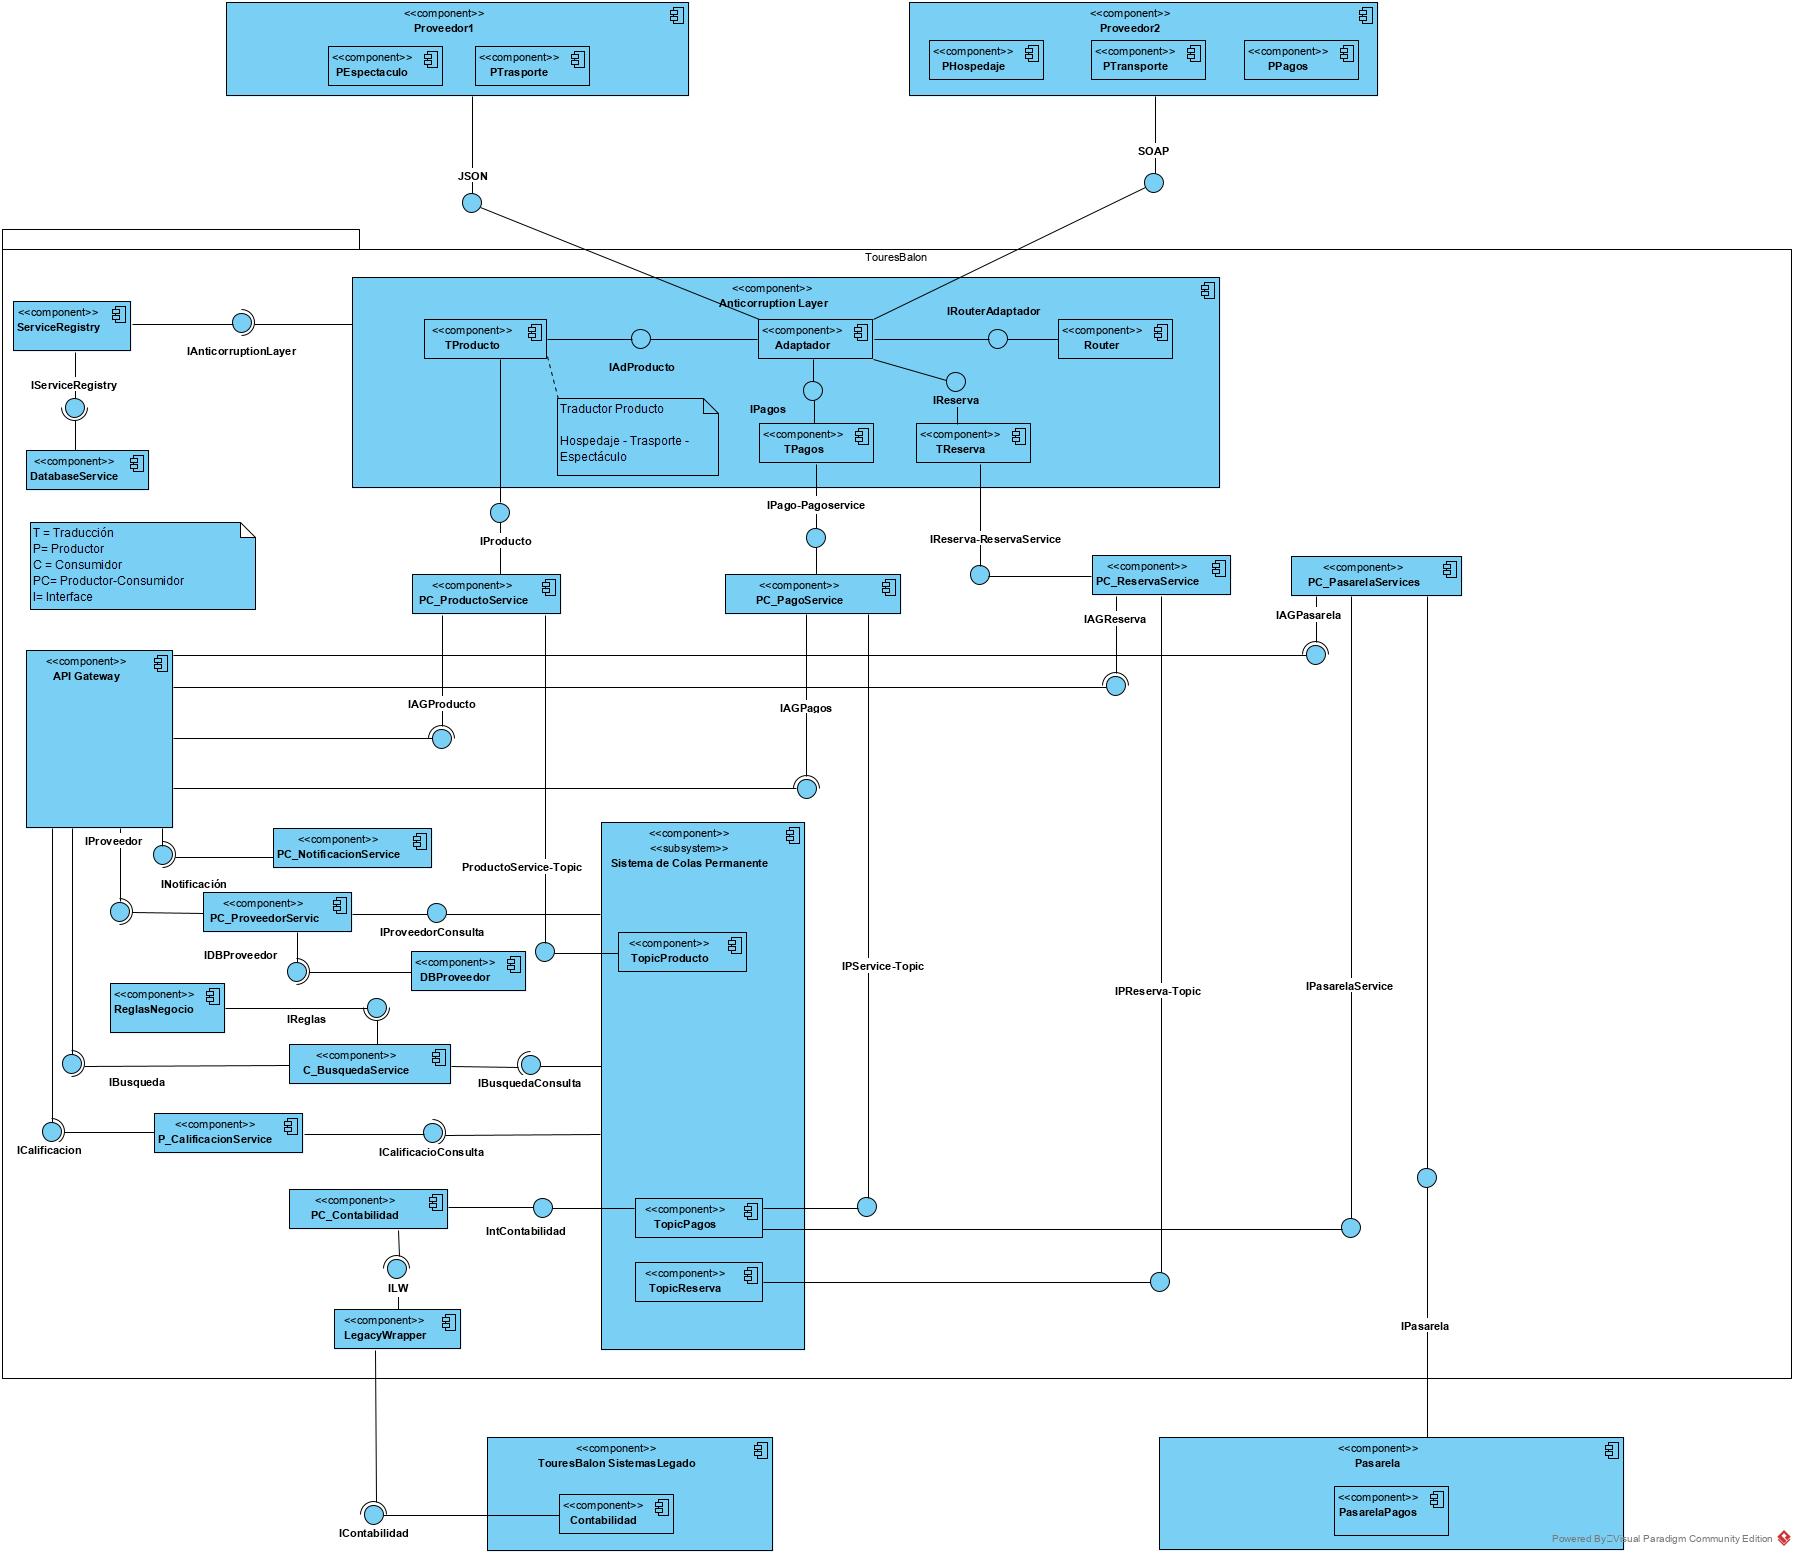 <<component>>
Proveedor1
<<component>>
PEspectaculo
<<component>>
PTrasporte
<<component>>
Proveedor2
<<component>>
PHospedaje
<<component>>
PTransporte
<<component>>
PPagos
JSON
SOAP
TouresBalon
<<component>>
ServiceRegistry
IAnticorruptionLayer
IServiceRegistry
<<component>>
DatabaseService
<<component>>
Anticorruption Layer
<<component>>
TProducto
IAdProducto
<<component>>
Adaptador
IRouterAdaptador
<<component>>
Router
Traductor Producto
Hospedaje - Trasporte -
Espectáculo
IPagos
IReserva
<<component>>
TPagos
<<component>>
TReserva
T = Traducción
P= Productor
C = Consumidor
PC= Productor-Consumidor
I= Interface
IProducto
IPago-Pagoservice
IReserva-ReservaService
<<component>>
PC_ProductoService
<<component>>
PC_PagoService
<<component>>
PC_ReservaService
<<component>>
PC_PasarelaServices
IAGReserva
IAGPasarela
<<component>>
API Gateway
IAGProducto
IAGPagos
IProveedor
<<component>>
PC_NotificacionService
INotificación
<<component>>
PC_ProveedorServic
IProveedorConsulta
ProductoService-Topic
<<component>>
<<subsystem>>
Sistema de Colas Permanente
<<component>>
TopicProducto
IDBProveedor
<<component>>
DBProveedor
<<component>>
ReglasNegocio
IReglas
<<component>>
C_BusquedaService
IBusqueda
IBusquedaConsulta
<<component>>
P_CalificacionService
ICalificacion
ICalificacioConsulta
IPService-Topic
IPReserva-Topic
IPasarelaService
<<component>>
PC_Contabilidad
IntContabilidad
<<component>>
TopicPagos
<<component>>
TopicReserva
ILW
<<component>>
LegacyWrapper
IPasarela
<<component>>
TouresBalon SistemasLegado
<<component>>
Contabilidad
IContabilidad
<<component>>
Pasarela
<<component>>
PasarelaPagos
Powered By Visual Paradigm Community Edition